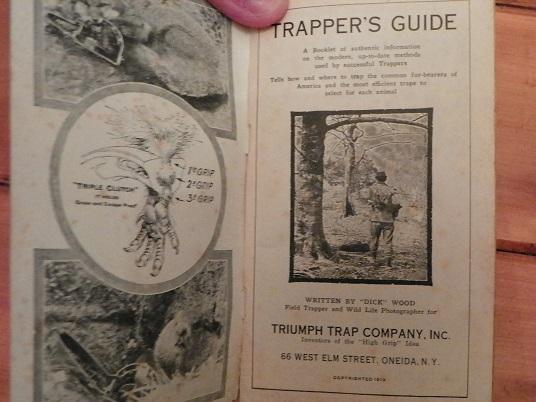 "TRIPLE CLUTCH"
1st GRIP
2d GRIP
3d GRIP
TRAPPER'S GUIDE
A Booklet of authentic information
on the modern, up-to-date methods
used by successful Trappers
Tells how and where to trap the common fur-bearers of
America and the most efficient traps to
select for each animal
WRITTEN BY "DICK" WOOD
Field Trapper and Wild Life Photographer for
TRIUMPH TRAP COMPANY, INC.
Inventors of the "High Grip" Idea
66 WEST ELM STREET, ONEIDA, N.Y.
COPYRIGHTED